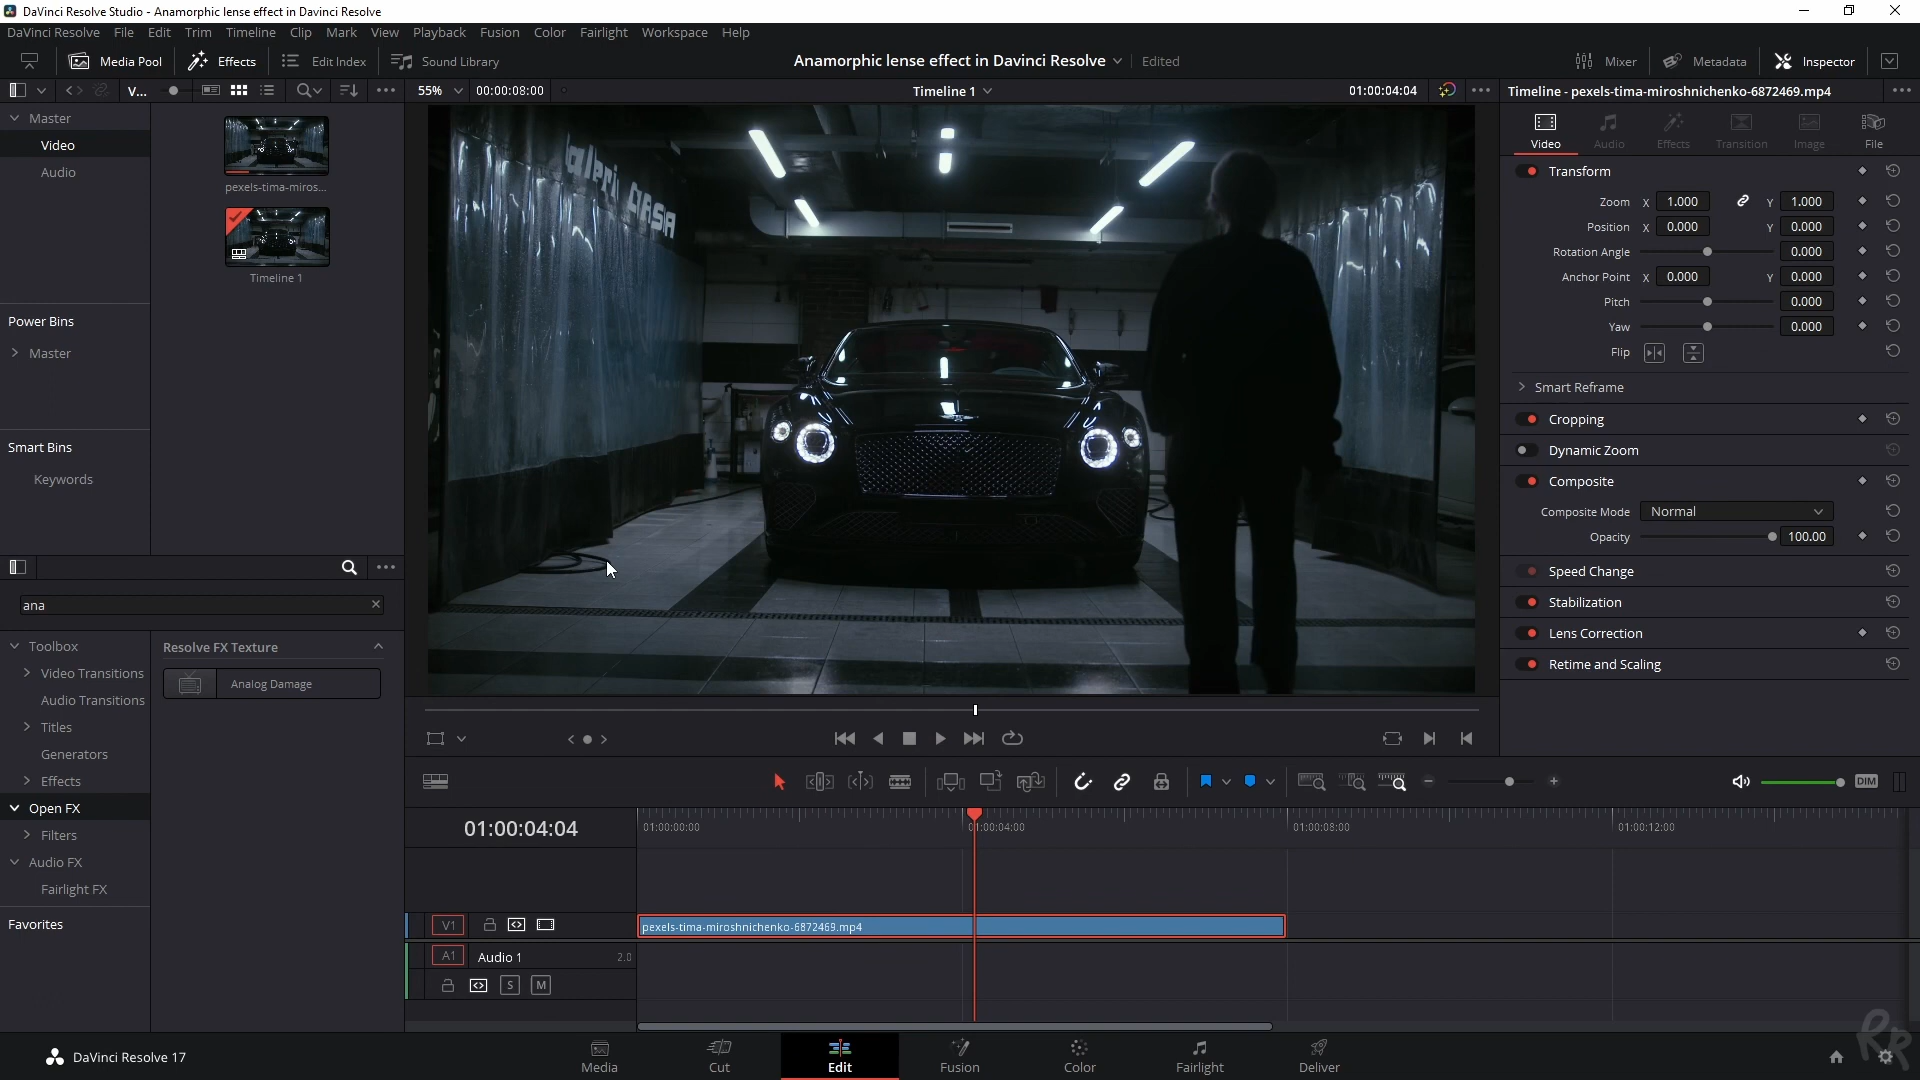 DaVinci Resolve Studio - Anamorphic lense effect in Davinci Resolve
DaVinci Resolve File Edit Trim Timeline Clip Mark View Playback Fusion Color Fairlight Workspace Help
Media Pool Effects Edit Index Sound Library
Anamorphic lense effect in Davinci Resolve Edited
Mixer Metadata Inspector
V... 55% 00:00:08:00 Timeline 1 01:00:04:04
Timeline - pexels-tima-miroshnichenko-6872469.mp4
Master
Video
Audio
pexels-tima-miros...
Timeline 1
Power Bins
Master
Smart Bins
Keywords
CASA
Video Audio Effects Transition Image File
Transform
Zoom X 1.000 Y 1.000
Position X 0.000 Y 0.000
Rotation Angle 0.000
Anchor Point X 0.000 Y 0.000
Pitch 0.000
Yaw 0.000
Flip
Smart Reframe
Cropping
Dynamic Zoom
Composite
Composite Mode Normal
Opacity 100.00
Speed Change
Stabilization
Lens Correction
Retime and Scaling
ana
Toolbox
Video Transitions
Audio Transitions
Titles
Generators
Effects
Open FX
Filters
Audio FX
Fairlight FX
Favorites
Resolve FX Texture
Analog Damage
DIM
01:00:04:04
01:00:00:00 01:00:04:00 01:00:08:00 01:00:12:00
V1
pexels-tima-miroshnichenko-6872469.mp4
A1 Audio 1 2.0
S M
DaVinci Resolve 17
Media Cut Edit Fusion Color Fairlight Deliver
RR